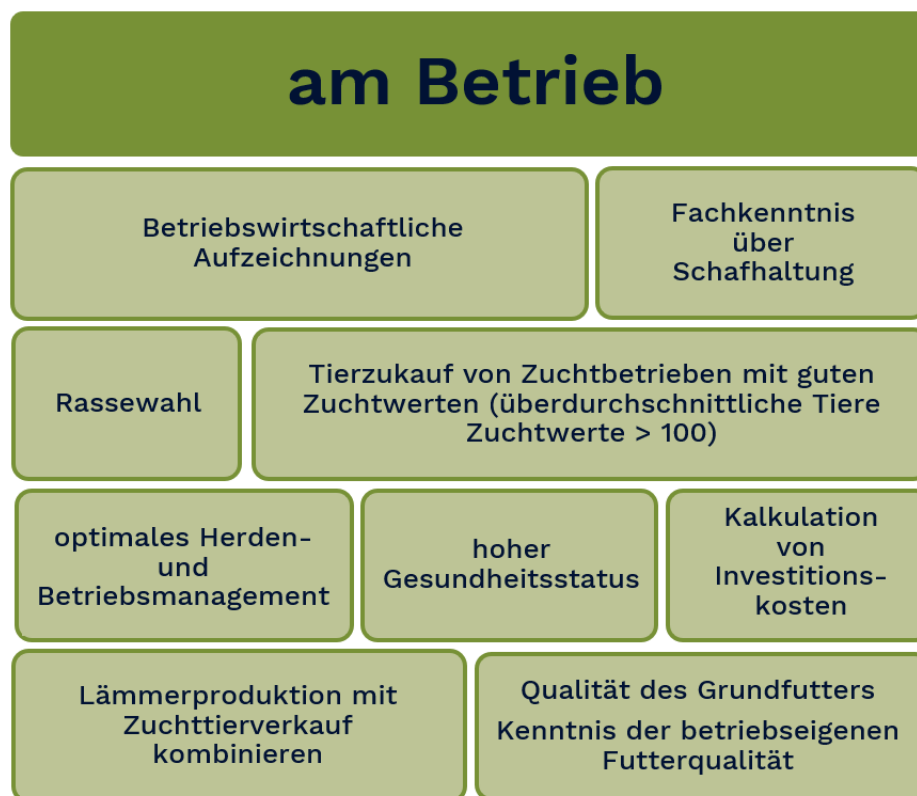 am Betrieb
Betriebswirtschaftliche
Aufzeichnungen
Fachkenntnis
über
Schafhaltung
Rassewahl
Tierzukauf von Zuchtbetrieben mit guten
Zuchtwerten (überdurchschnittliche Tiere
Zuchtwerte > 100)
optimales Herden-
und
Betriebsmanagement
hoher
Gesundheitsstatus
Kalkulation
von
Investitions-
kosten
Lämmerproduktion mit
Zuchttierverkauf
kombinieren
Qualität des Grundfutters
Kenntnis der betriebseigenen
Futterqualität